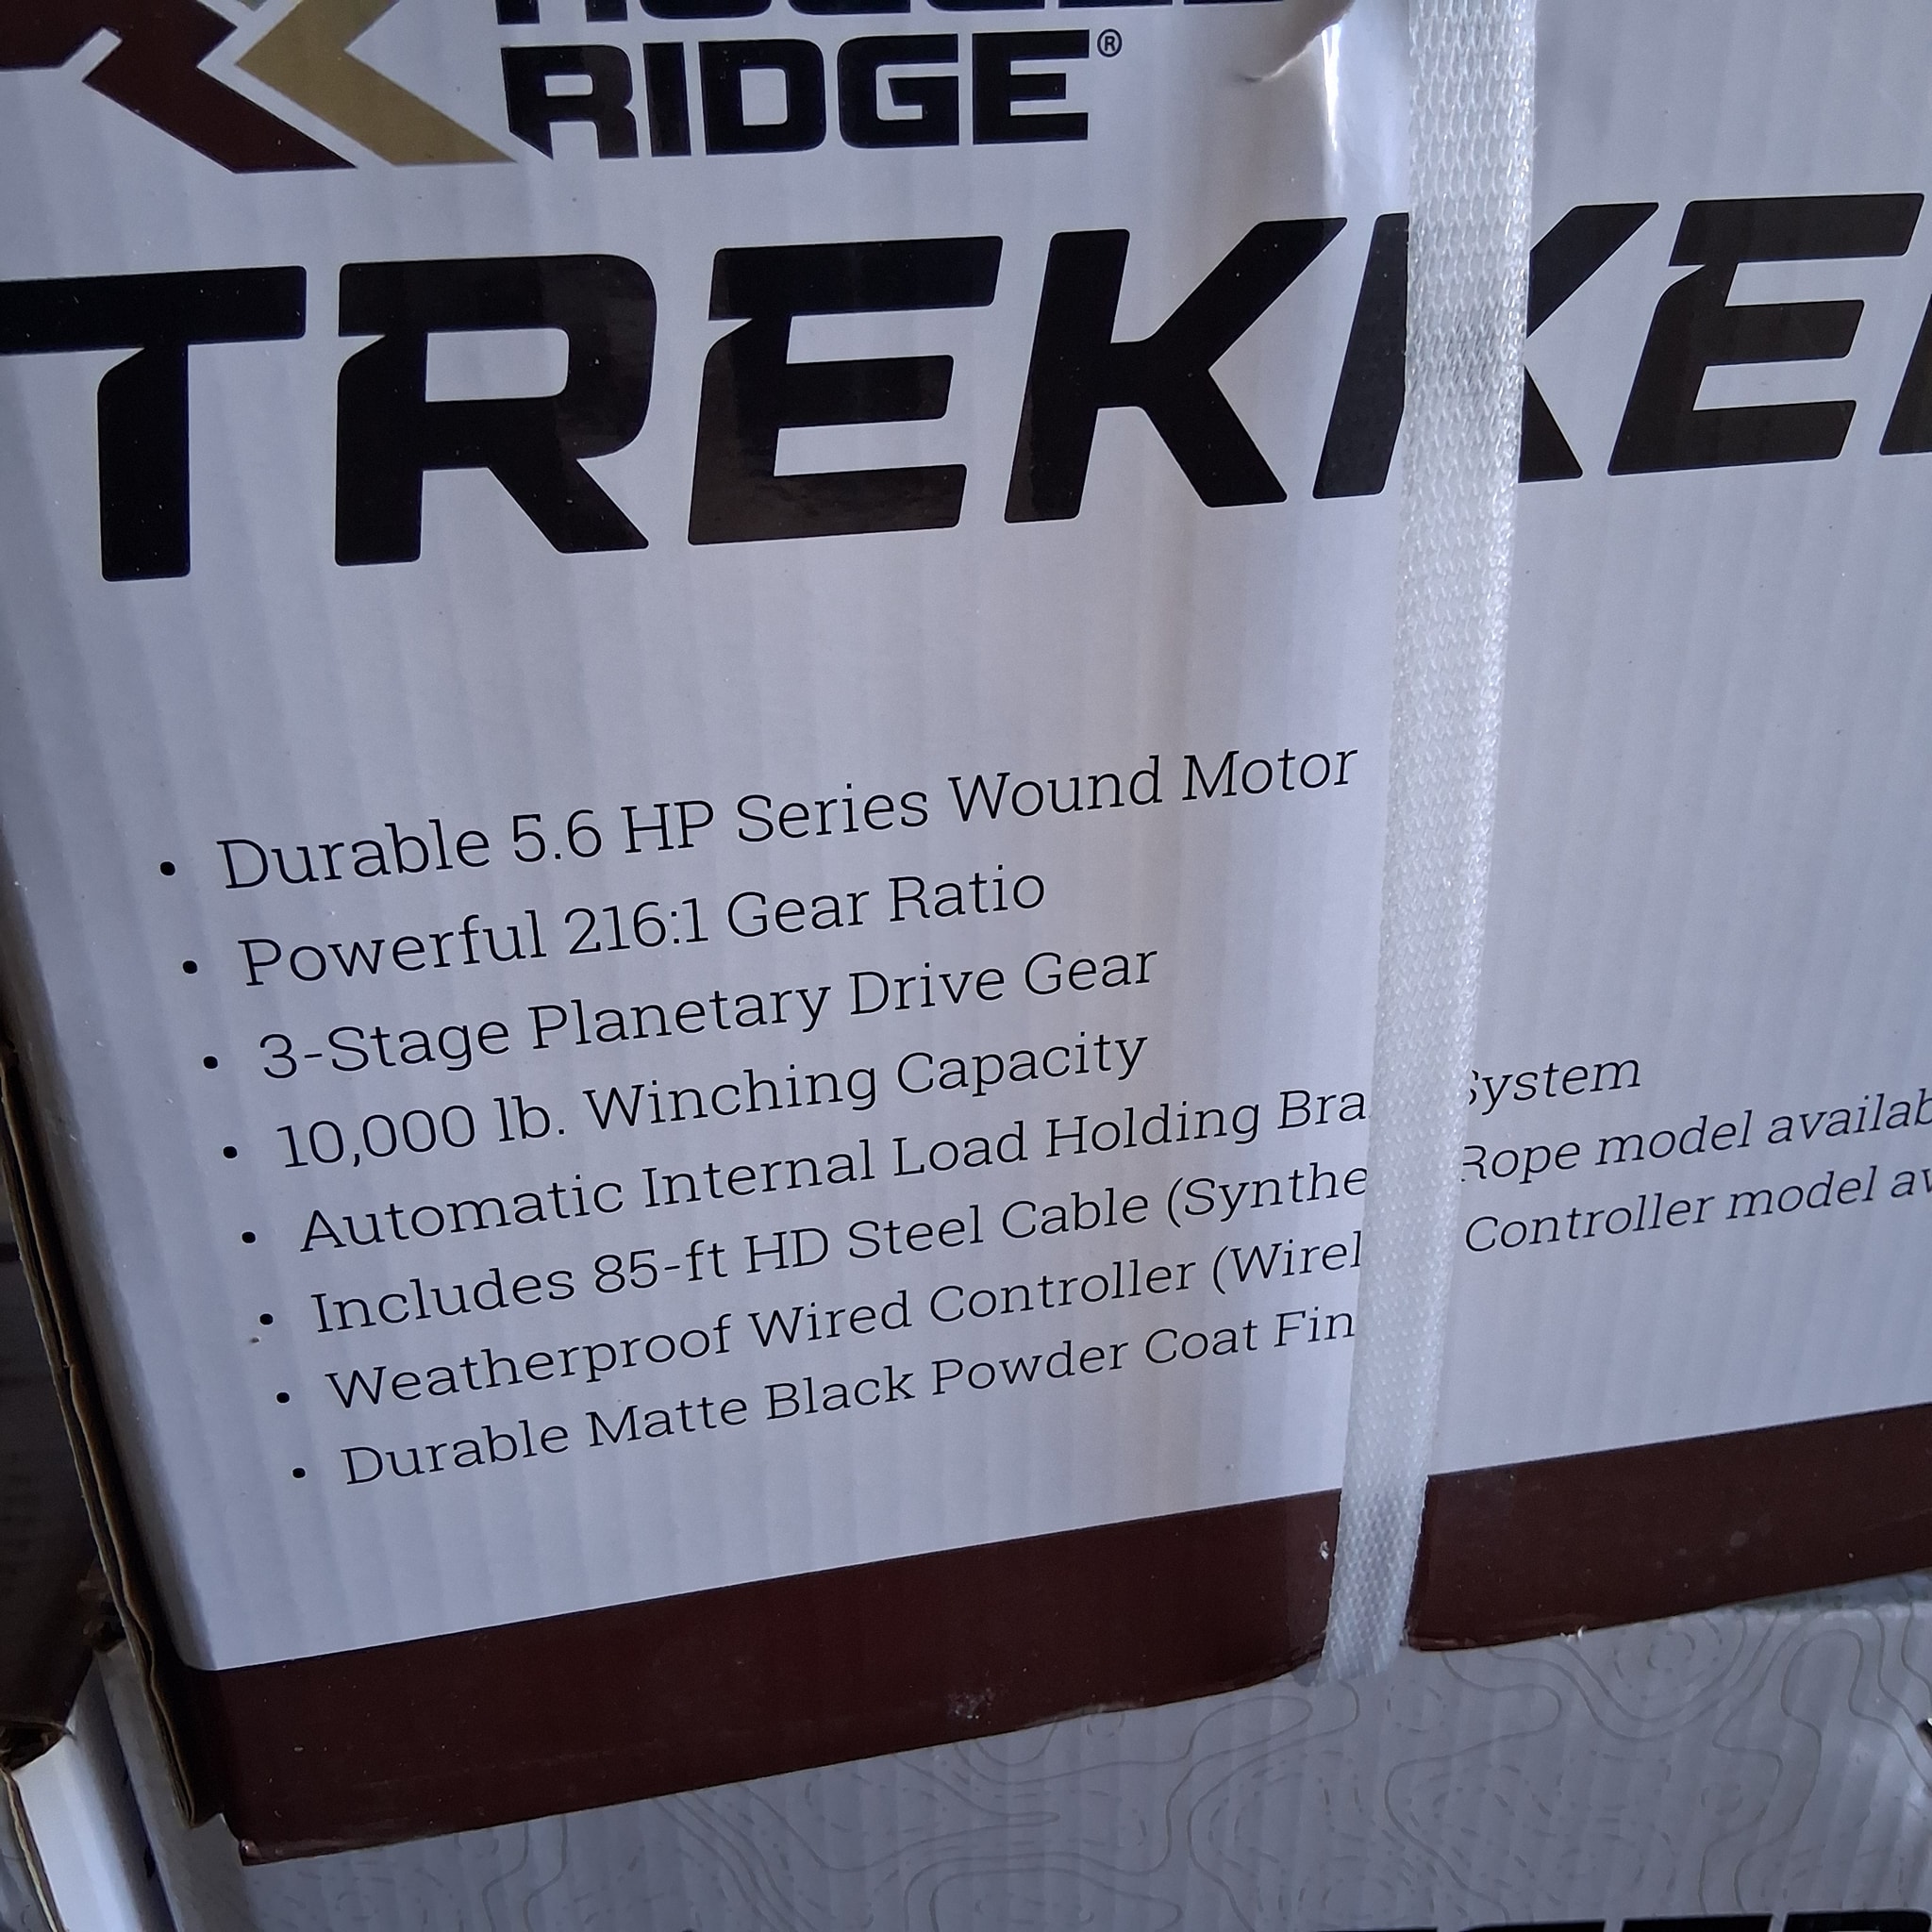 RUGGED
RIDGE®
TREKKE
• Durable 5.6 HP Series Wound Motor
• Powerful 216:1 Gear Ratio
• 3-Stage Planetary Drive Gear
• 10,000 lb. Winching Capacity
• Automatic Internal Load Holding Bra System
• Includes 85-ft HD Steel Cable (Synthe Rope model availab
• Weatherproof Wired Controller (Wirel Controller model av
• Durable Matte Black Powder Coat Fin